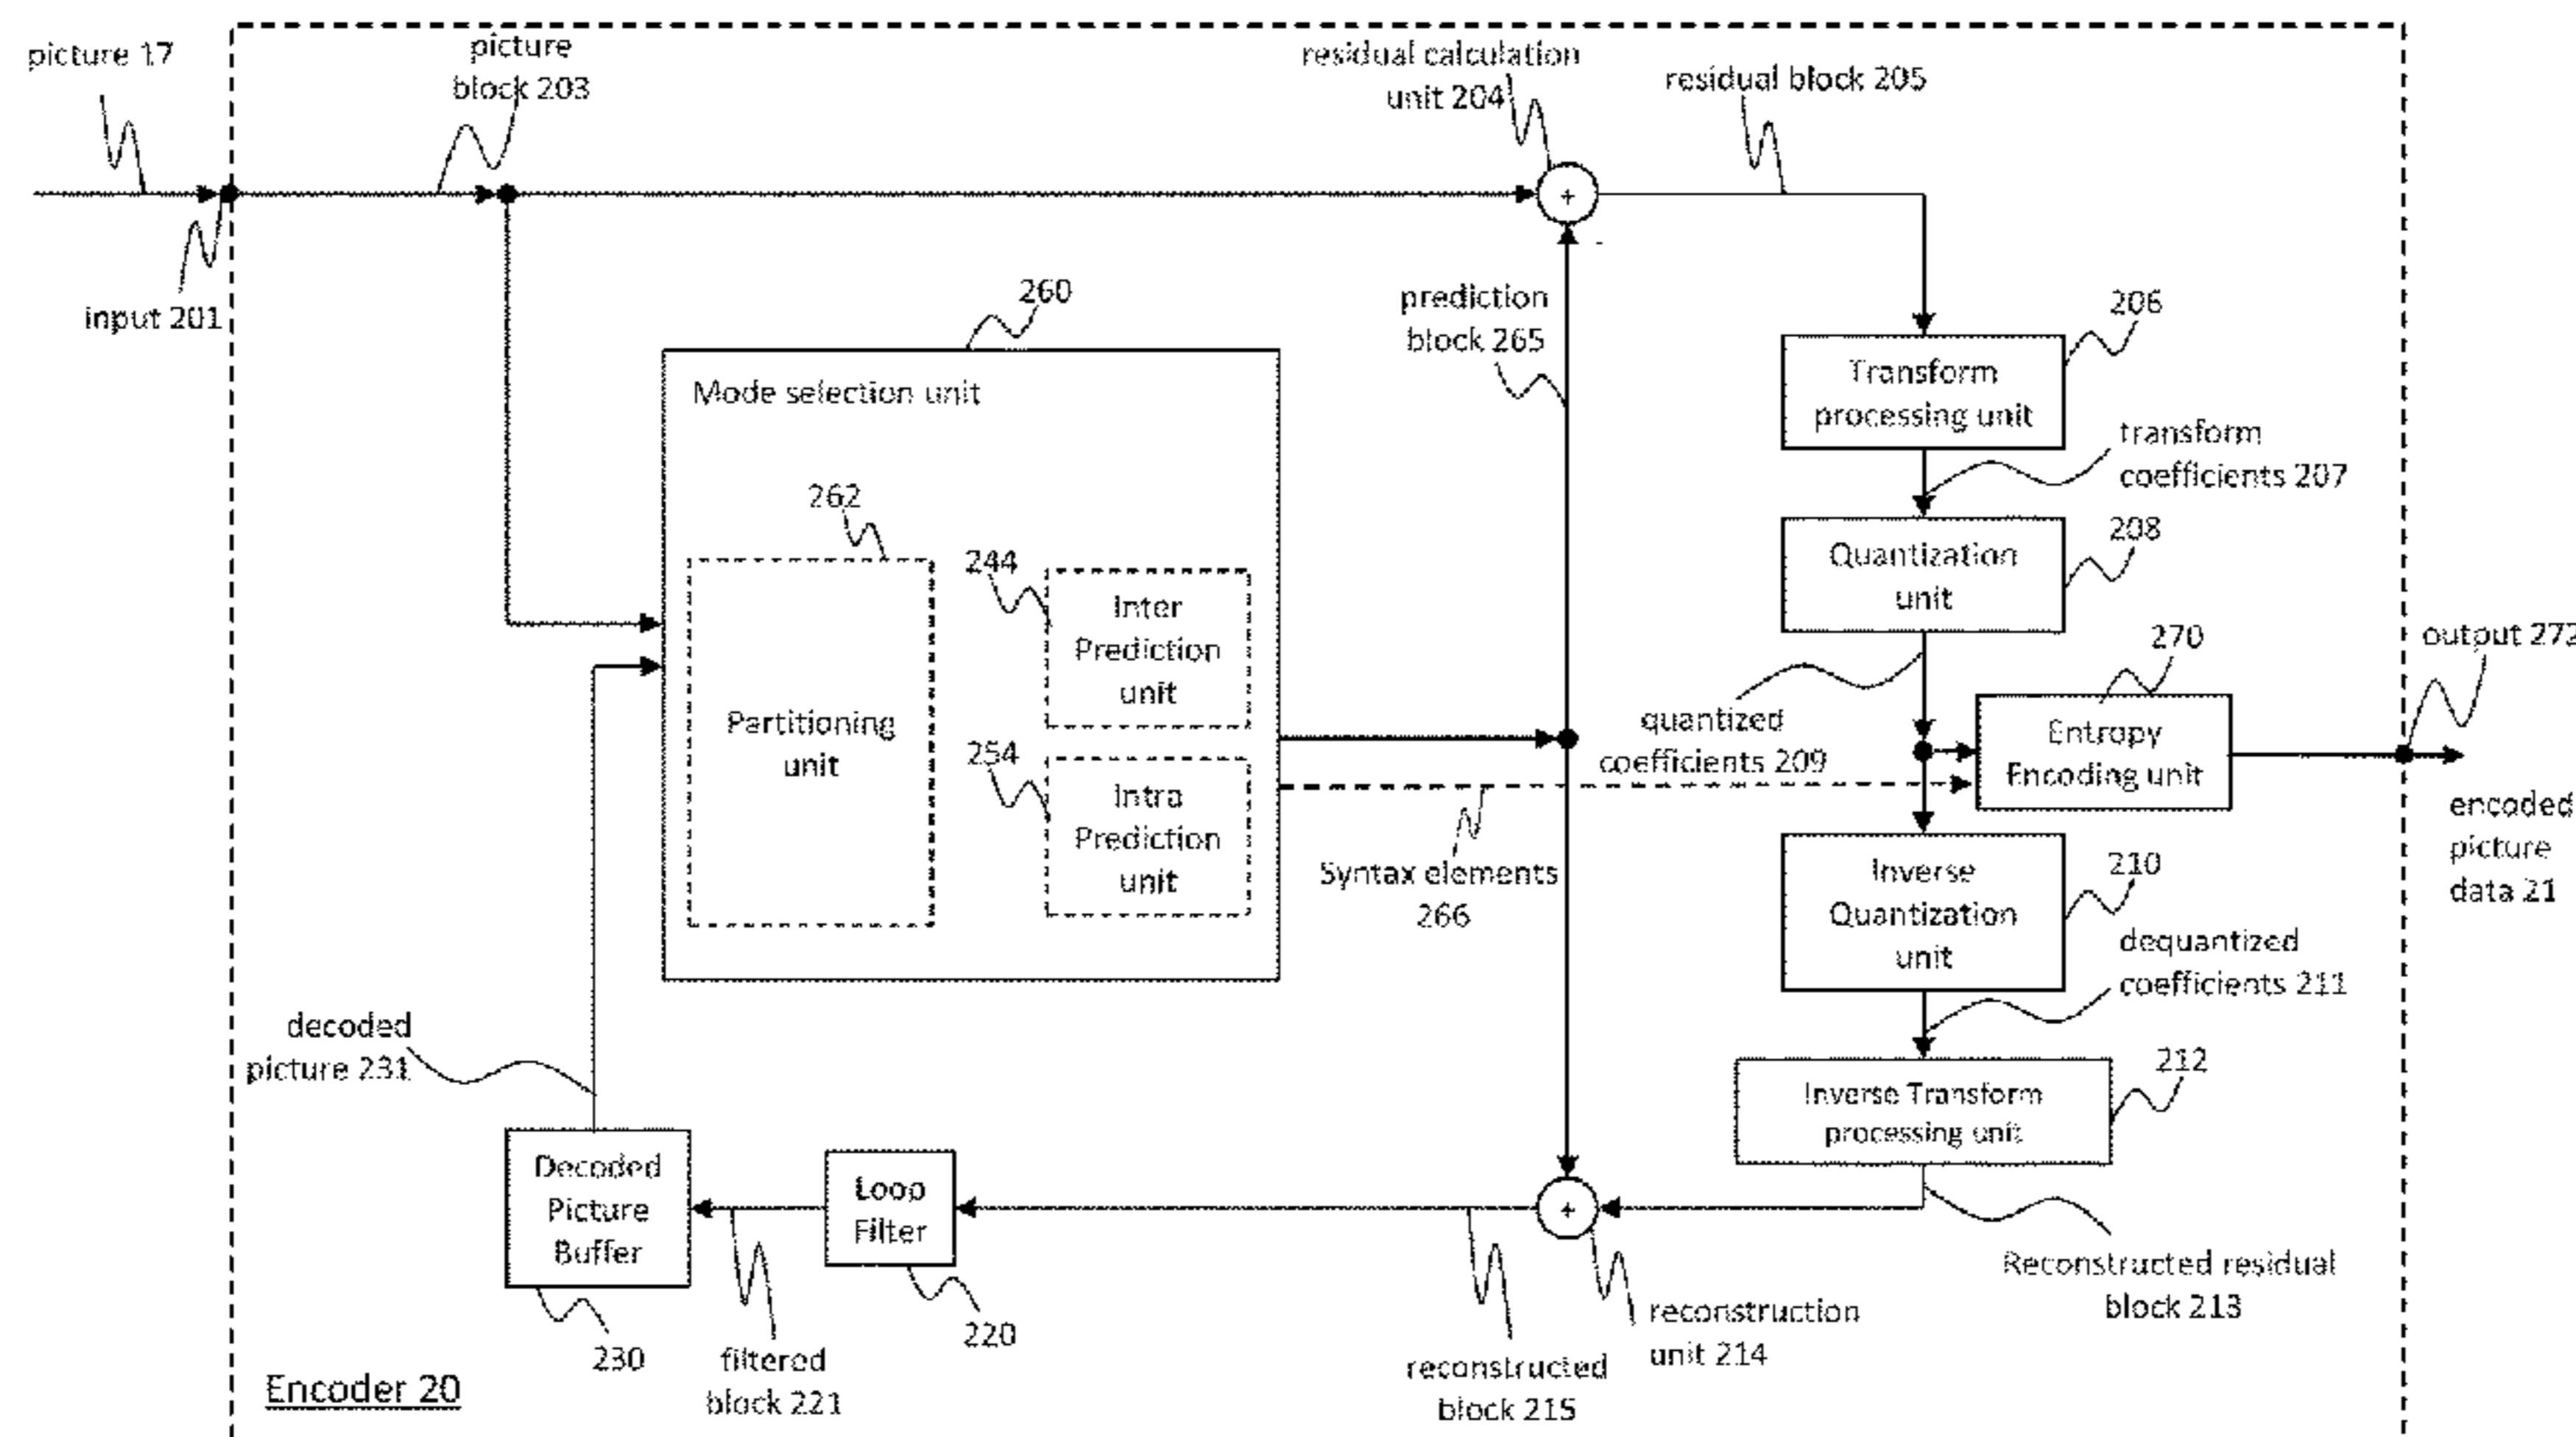 picture 17
picture
block 203
residual calculation
unit 204
residual block 205
+
input 201
260
prediction
block 265
206
Mode selection unit
Transform
processing unit
transform
coefficients 207
262
208
Quantization
unit
244
Inter
Prediction
unit
270
output 272
Partitioning
unit
quantized
coefficients 209
Entropy
Encoding unit
254
Intra
Prediction
unit
encoded
picture
data 21
Syntax elements
266
Inverse
Quantization
unit
210
dequantized
coefficients 211
decoded
picture 231
212
Inverse Transform
processing unit
Decoded
Picture
Buffer
Loop
Filter
+
Reconstructed residual
block 213
230
220
filtered
block 221
reconstruction
unit 214
reconstructed
block 215
Encoder 20